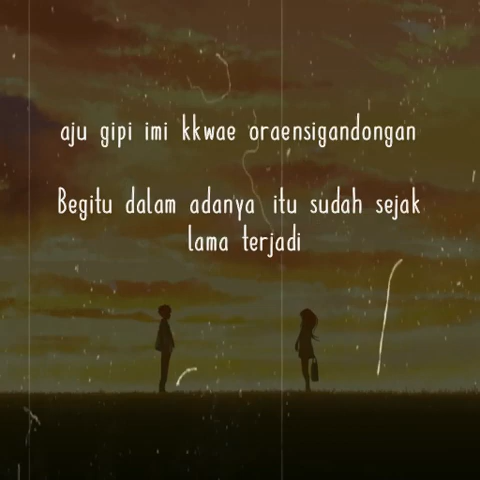 aju gipi imi kkwae oraensigandongan
Begitu dalam adanya itu sudah sejak
lama terjadi